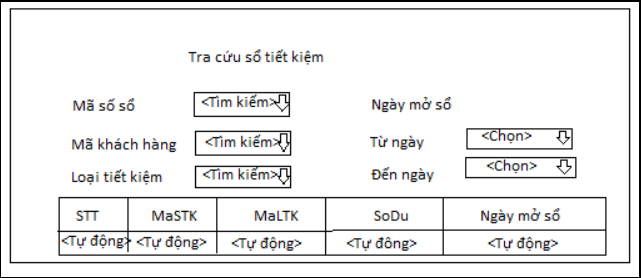 Tra cứu sổ tiết kiệm
Mã số sổ <Tìm kiếm> Ngày mở sổ
Mã khách hàng <Tìm kiếm> Từ ngày <Chọn>
Loại tiết kiệm <Tìm kiếm> Đến ngày <Chọn>
STT MaSTK MaLTK SoDu Ngày mở sổ
<Tự động> <Tự động> <Tự động> <Tự đông> <Tự động>